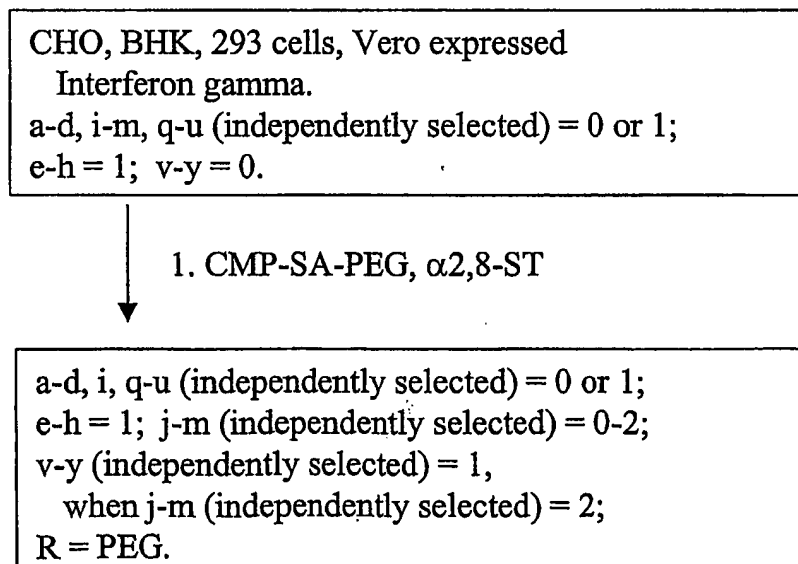 CHO, BHK, 293 cells, Vero expressed
Interferon gamma.
a-d, i-m, q-u (independently selected) = 0 or 1;
e-h = 1; v-y = 0.
1. CMP-SA-PEG, α2,8-ST
a-d, i, q-u (independently selected) = 0 or 1;
e-h = 1; j-m (independently selected) = 0-2;
v-y (independently selected) = 1,
when j-m (independently selected) = 2;
R = PEG.